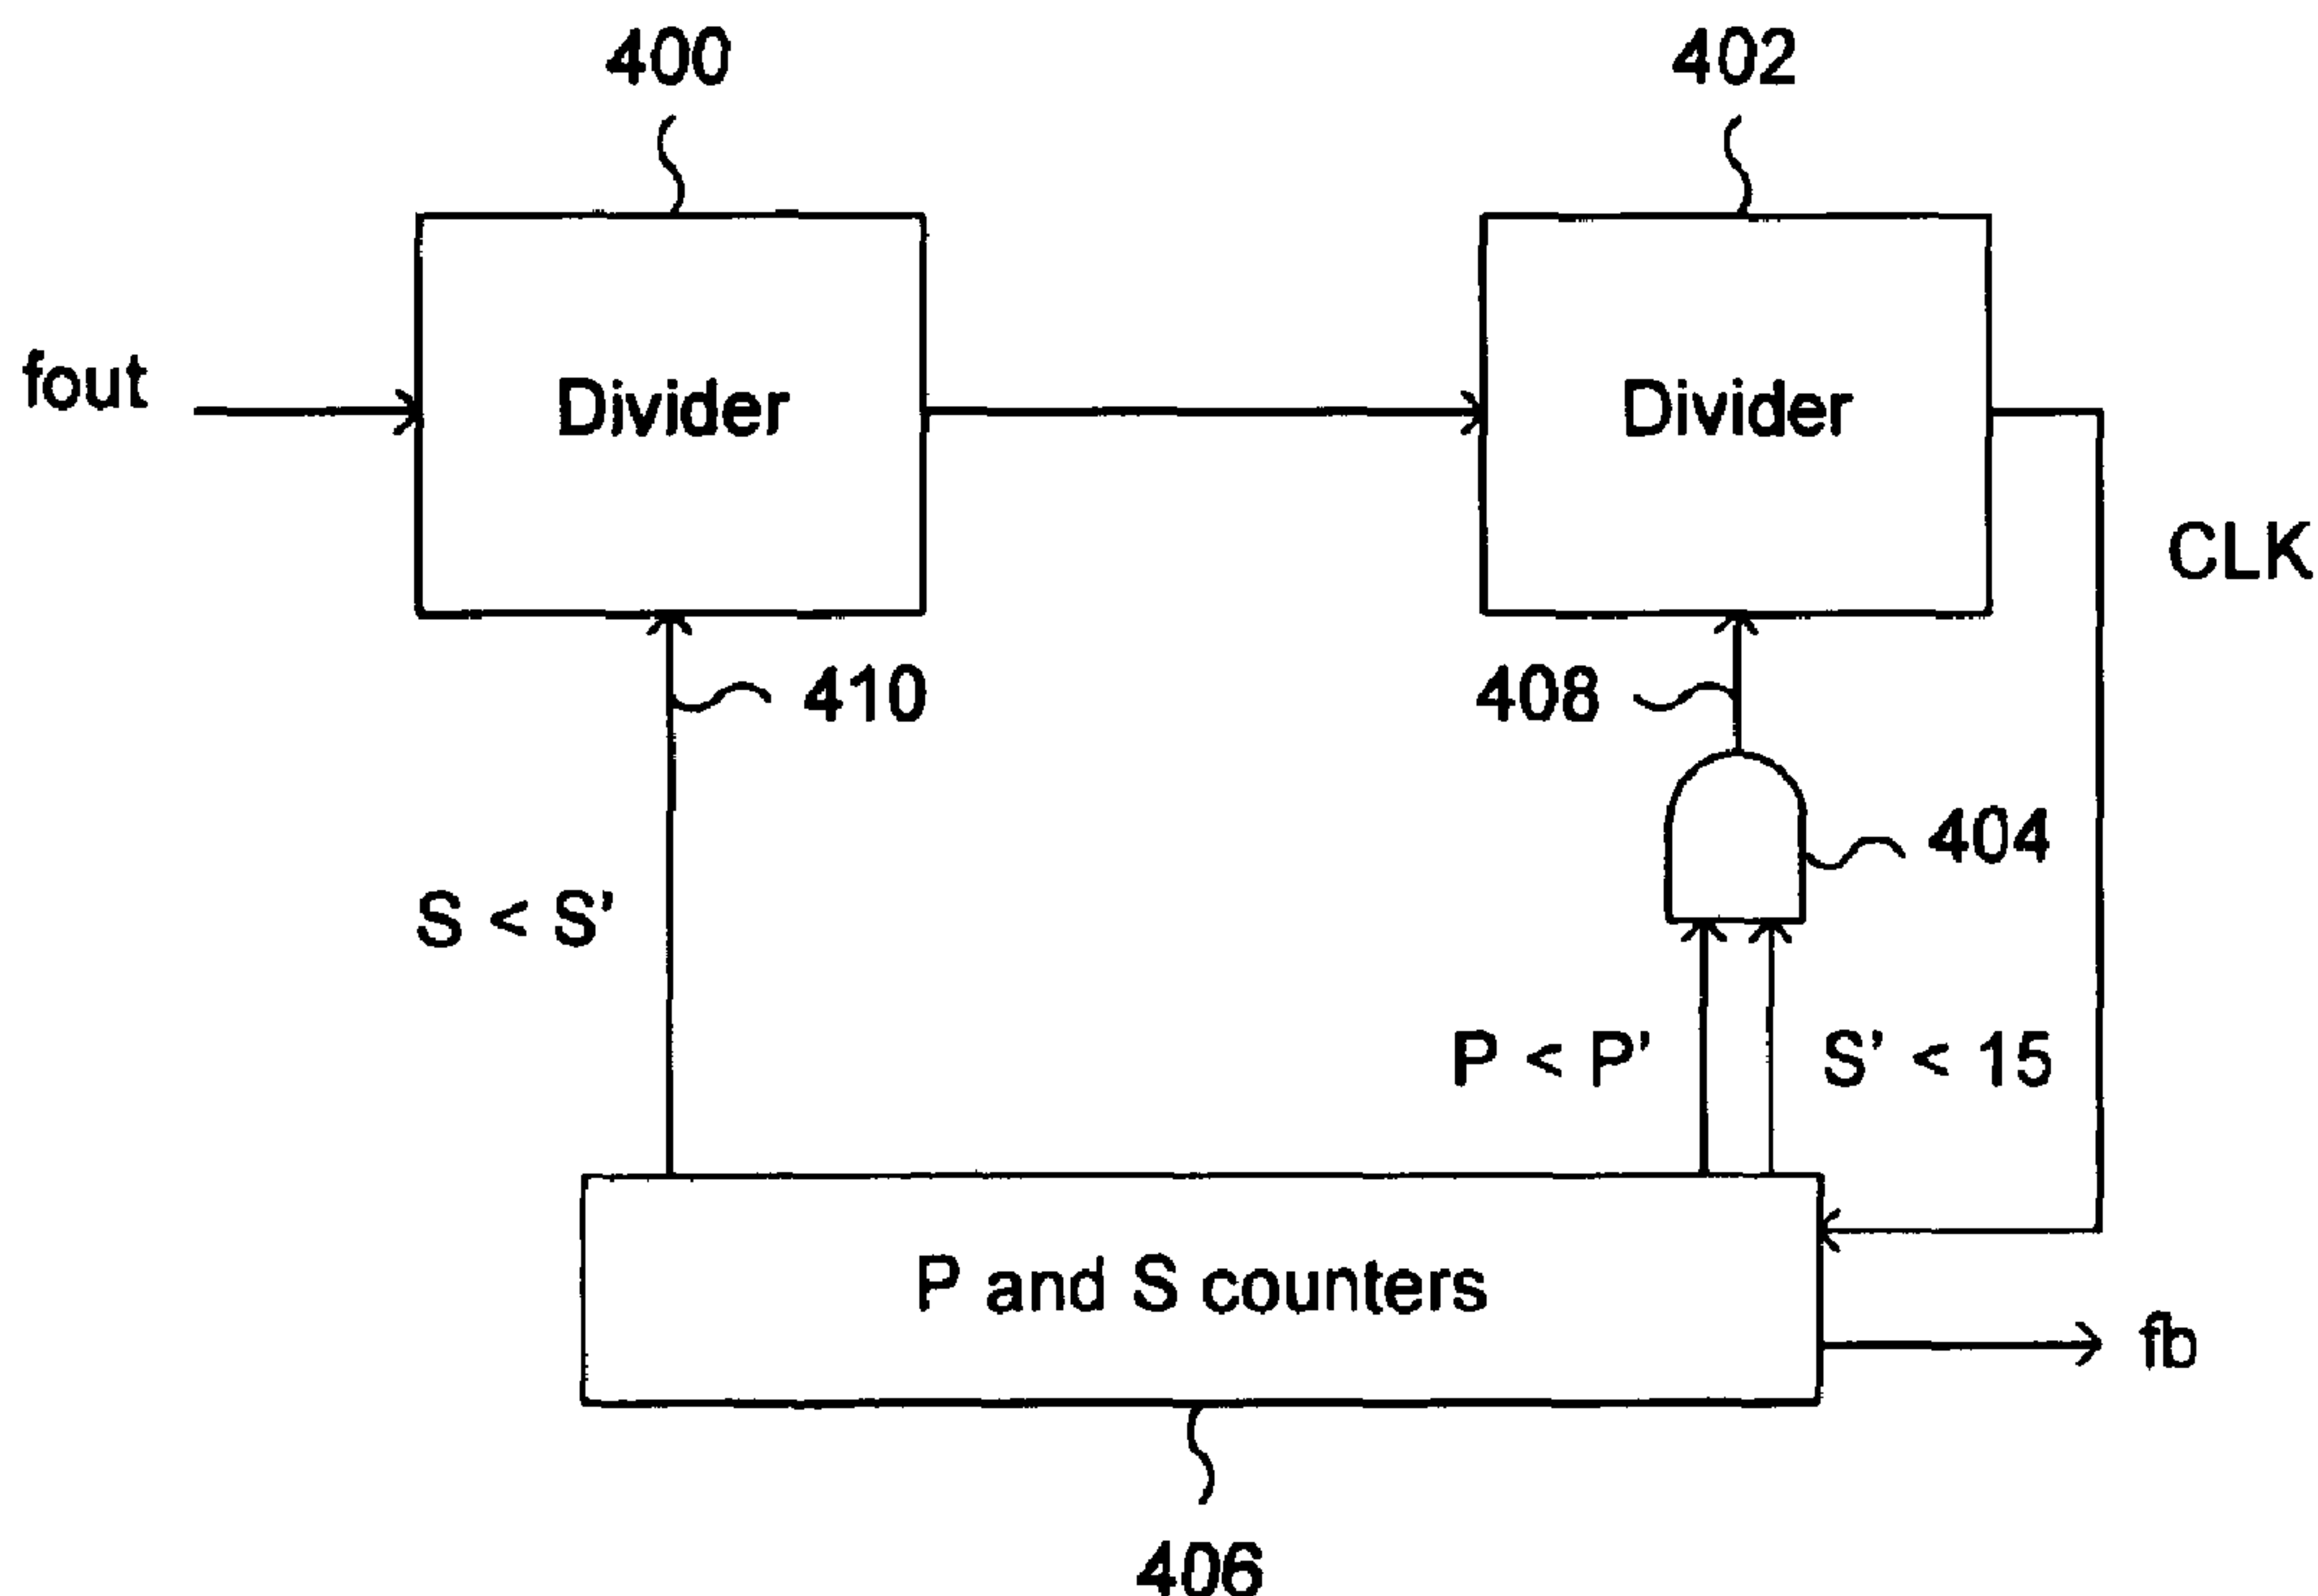 400
402
fout
Divider
Divider
CLK
410
408
404
S < S'
P < P'
S' < 15
P and S counters
fb
406